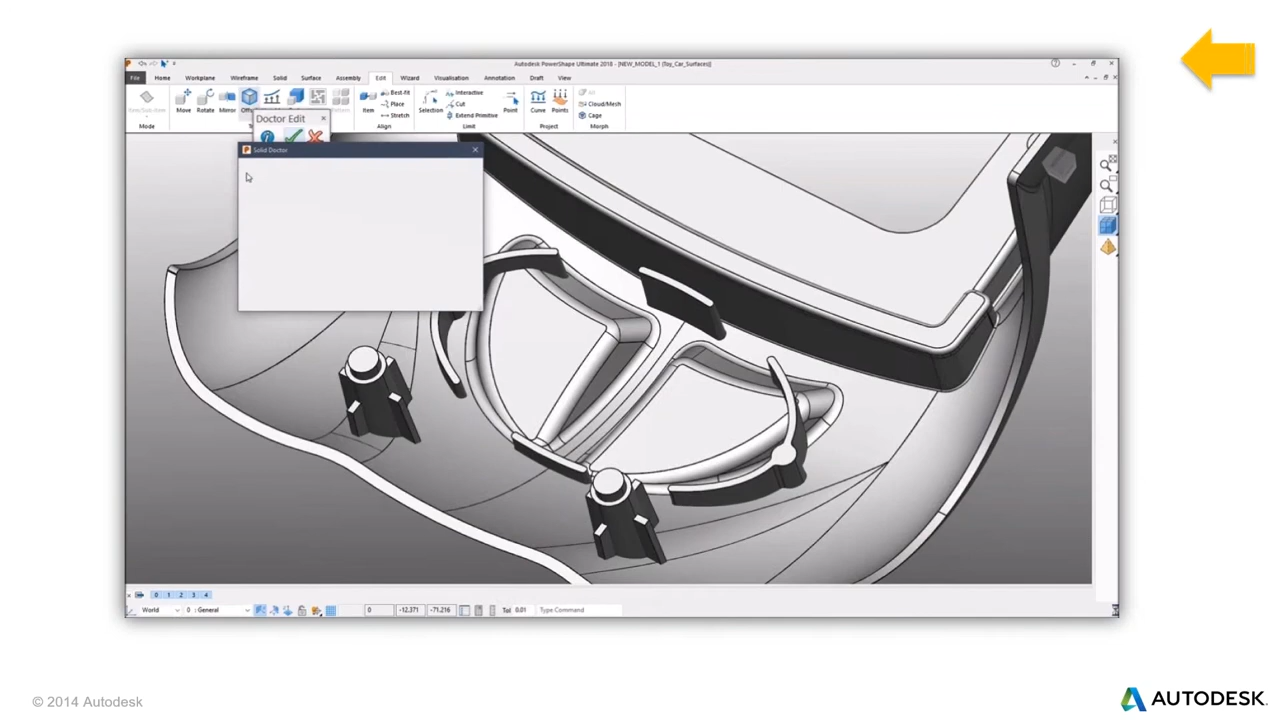 Autodesk PowerShape Ultimate 2018 - [NEW_MODEL_1 (Toy_Car_Surfaces)]
File Home Workplane Wireframe Solid Surface Assembly Edit Wizard Visualisation Annotation Draft View
Best-fit Interactive All
Place Cut Cloud/Mesh
Move Rotate Mirror Item Stretch Selection Extend Primitive Point Curve Points Cage
Mode Align Limit Project Morph
Doctor Edit
Solid Doctor
0 1 2 3 4
World 0 : General 0 -12.371 -71.216 Tol 0.01 Type Command
© 2014 Autodesk
AUTODESK.